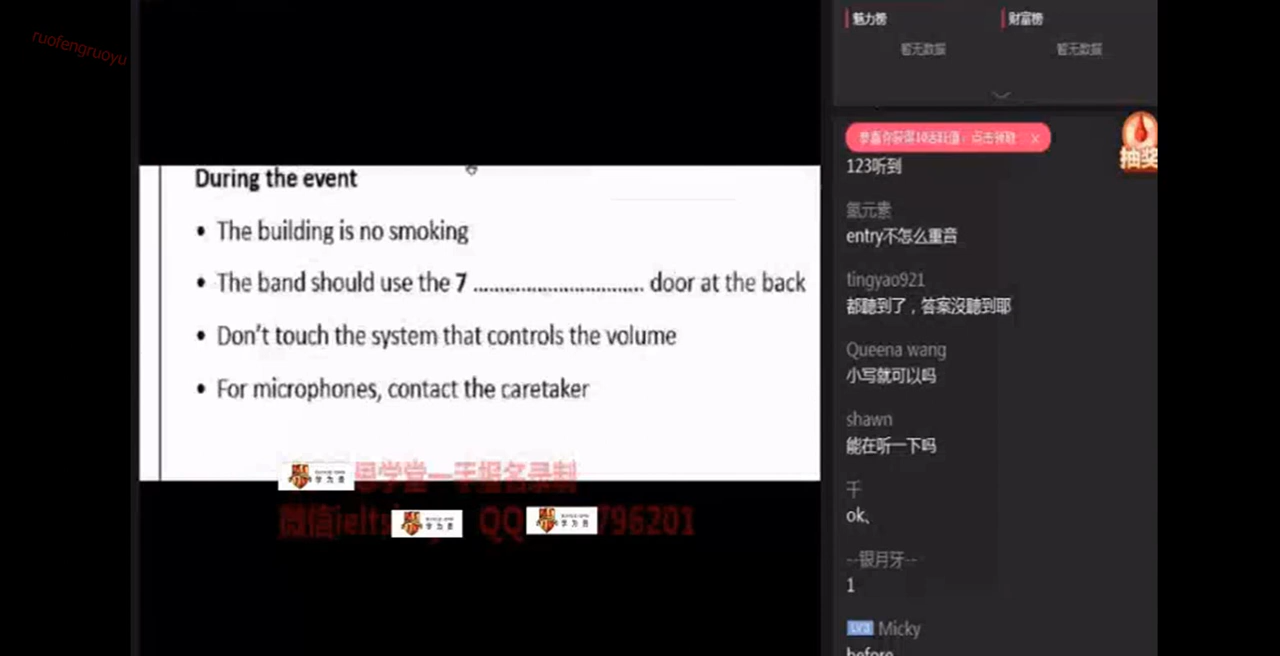 ruofengruoyu
During the event
• The building is no smoking
• The band should use the 7 ................................ door at the back
• Don't touch the system that controls the volume
• For microphones, contact the caretaker
思学堂一手报名录制
微信ielts
QQ
796201
魅力榜
财富榜
暂无数据
暂无数据
抽奖
123听到
氢元素
entry不怎么重音
tingyao921
都聽到了，答案沒聽到耶
Queena wang
小写就可以吗
shawn
能在听一下吗
千
ok、
--银月牙--
1
Micky
before